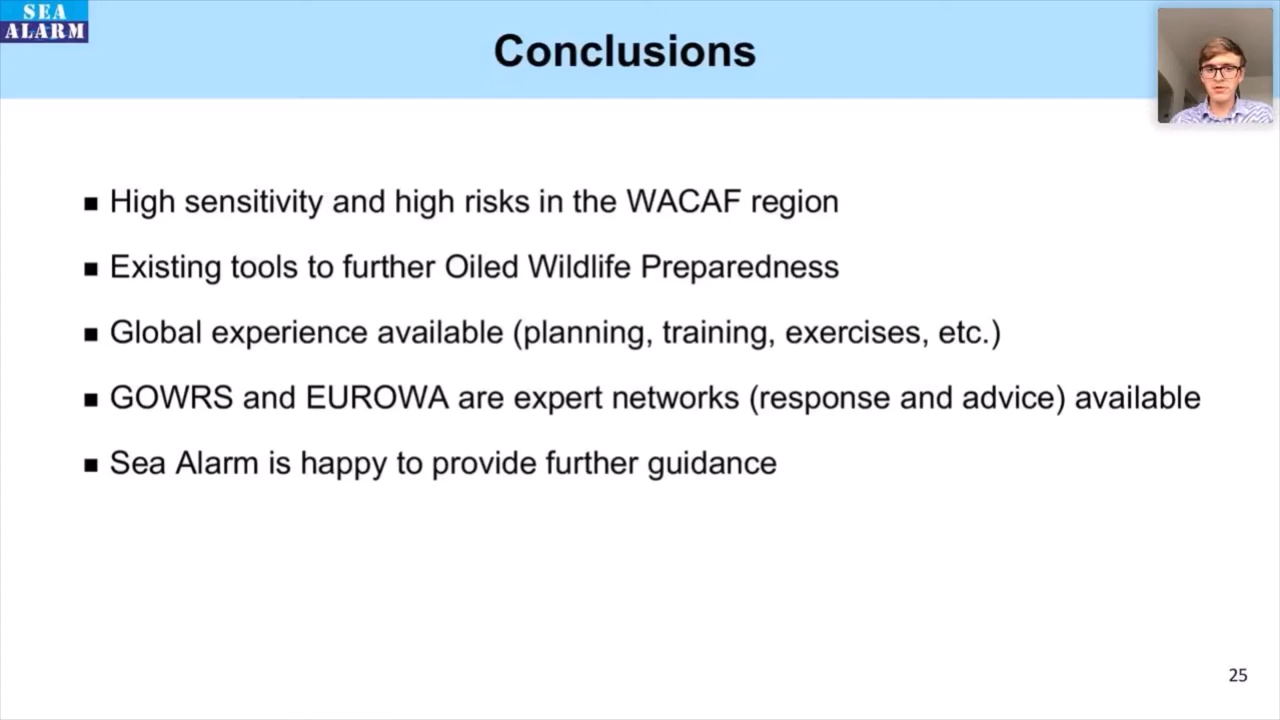 SEA
ALARM
Conclusions
High sensitivity and high risks in the WACAF region
Existing tools to further Oiled Wildlife Preparedness
Global experience available (planning, training, exercises, etc.)
GOWRS and EUROWA are expert networks (response and advice) available
Sea Alarm is happy to provide further guidance
25